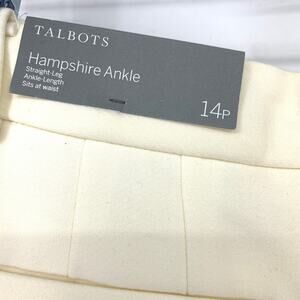 TALBOTS
Hampshire Ankle
Straight-Leg
Ankle-Length
Sits at waist
14P